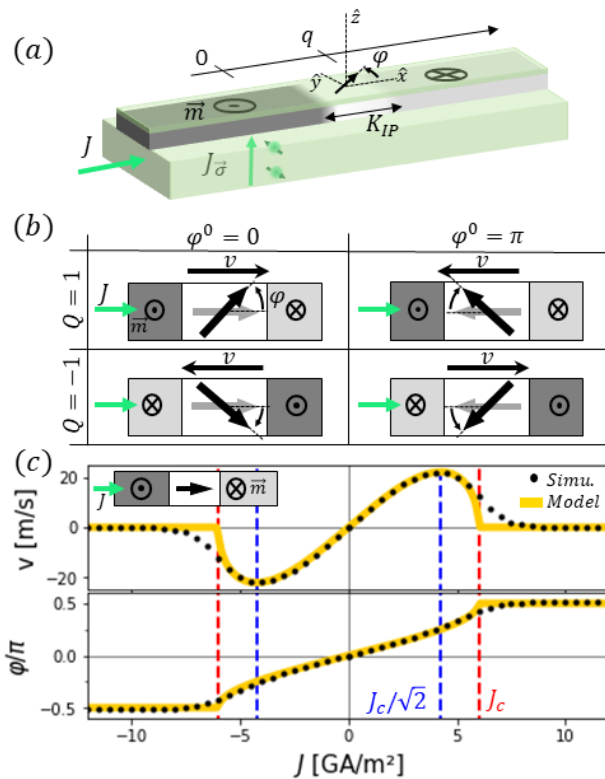 (a)
0
q
ẑ
φ
ŷ
x̂
m⃗
K_IP
J
J_σ⃗
(b)
φ⁰ = 0
φ⁰ = π
Q = 1
v
v
J
m⃗
φ
Q = −1
v
v
(c)
J
m⃗
Simu.
Model
v [m/s]
20
0
−20
φ/π
0.5
0.0
−0.5
J_c/√2
J_c
−10
−5
0
5
10
J [GA/m²]